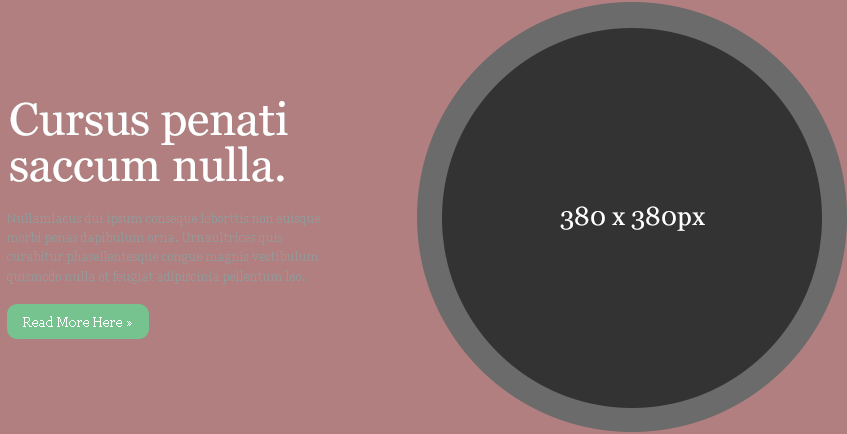 Cursus penati
saccum nulla.
Nullamlacus dui ipsum conseque loborttis non euisque
morbi penas dapibulum orna. Urnaultrices quis
curabitur phasellentesque congue magnis vestibulum
quismodo nulla et feugiat adipiscinia pellentum leo.
Read More Here »
380 x 380px